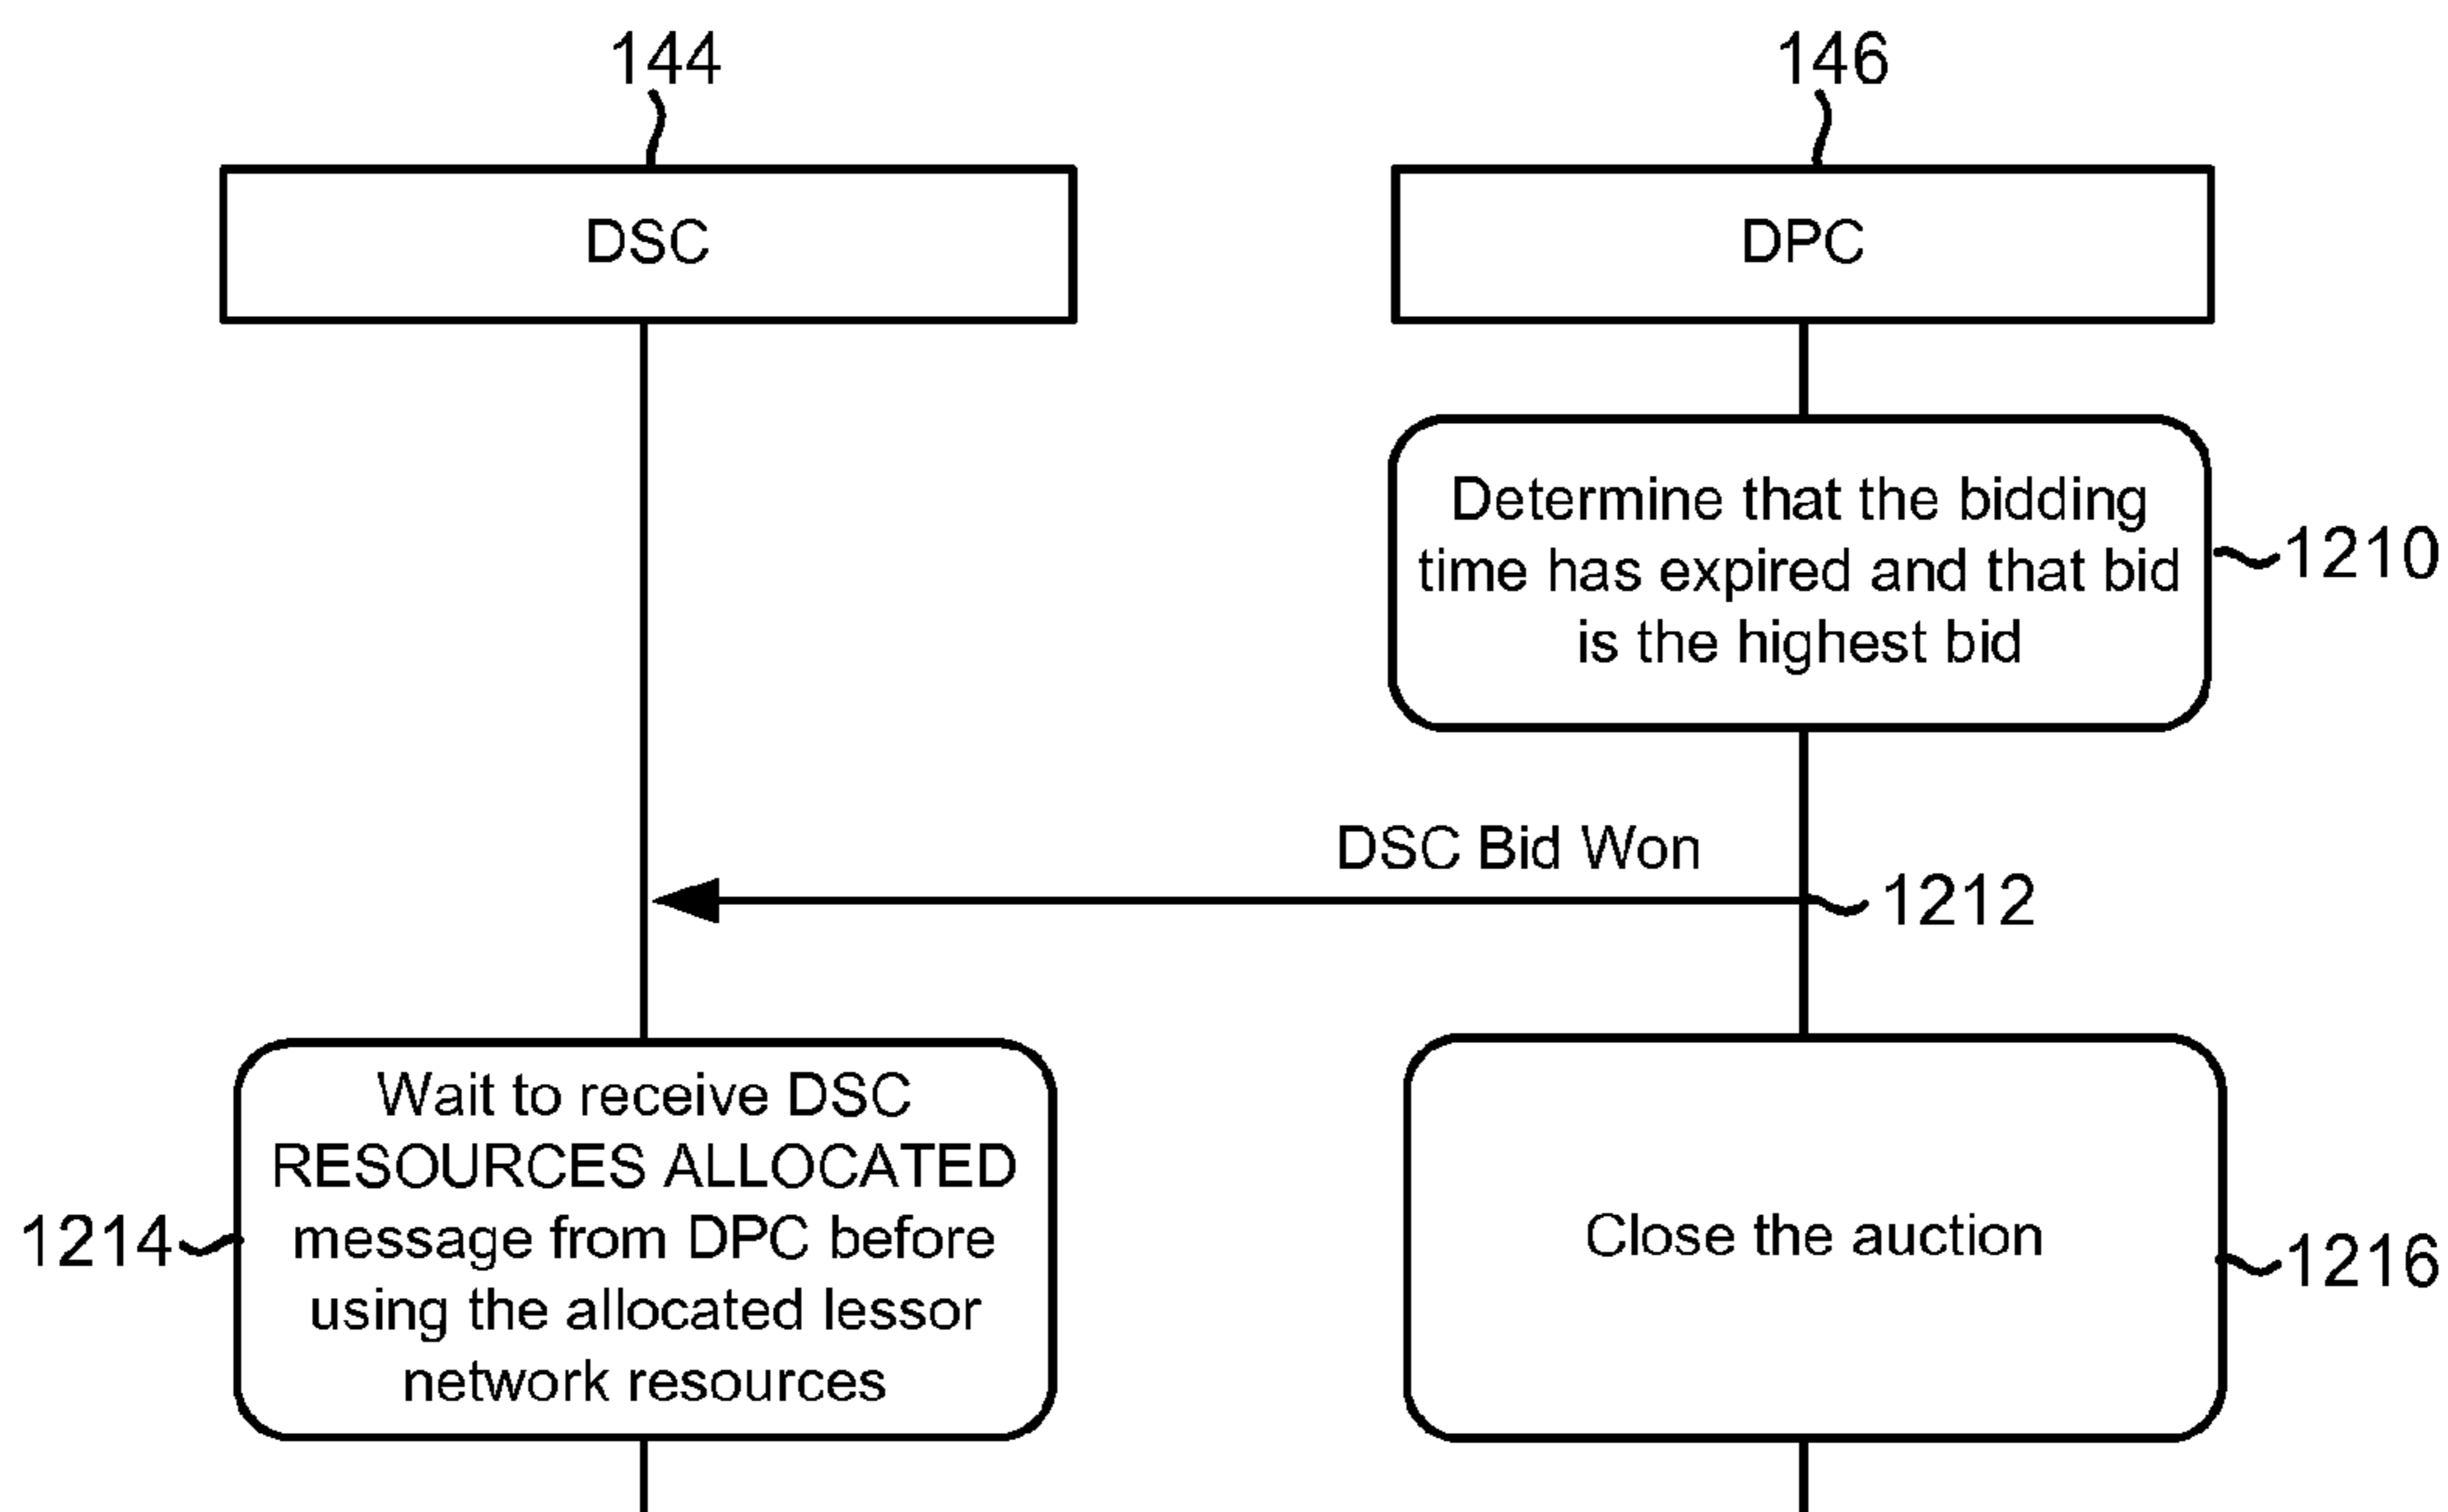 144
146
DSC
DPC
Determine that the bidding
time has expired and that bid
is the highest bid
1210
DSC Bid Won
1212
Wait to receive DSC
RESOURCES ALLOCATED
message from DPC before
using the allocated lessor
network resources
1214
Close the auction
1216